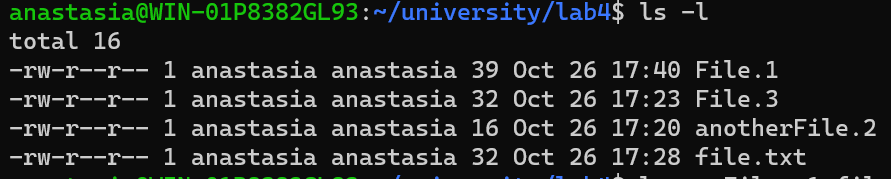 anastasia@WIN-01P8382GL93:~/university/lab4$ ls -l
total 16
-rw-r--r-- 1 anastasia anastasia 39 Oct 26 17:40 File.1
-rw-r--r-- 1 anastasia anastasia 32 Oct 26 17:23 File.3
-rw-r--r-- 1 anastasia anastasia 16 Oct 26 17:20 anotherFile.2
-rw-r--r-- 1 anastasia anastasia 32 Oct 26 17:28 file.txt